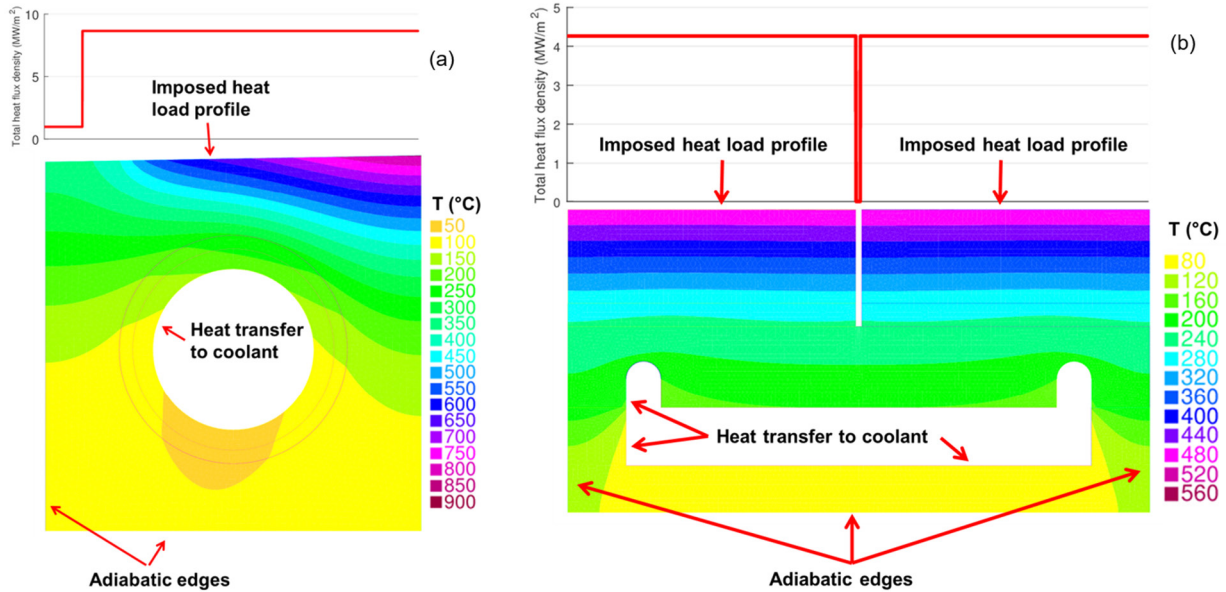 Total heat flux density (MW/m²)
10
5
0
(a)
Imposed heat
load profile
T (°C)
50
100
150
200
250
300
350
400
450
500
550
600
650
700
750
800
850
900
Heat transfer
to coolant
Adiabatic edges
Total heat flux density (MW/m²)
5
4
3
2
1
0
(b)
Imposed heat load profile
Imposed heat load profile
T (°C)
80
120
160
200
240
280
320
360
400
440
480
520
560
Heat transfer to coolant
Adiabatic edges